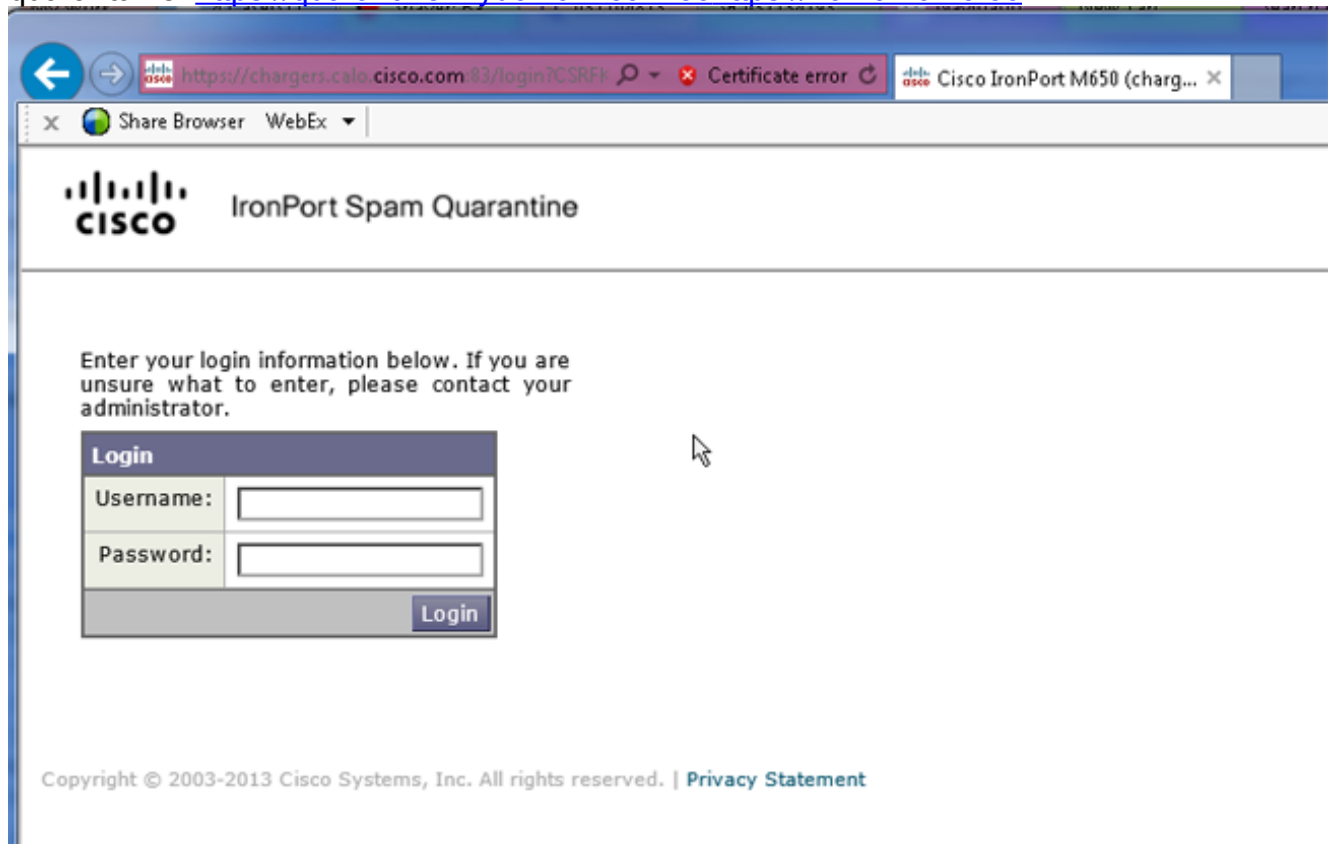 https://chargers.calo.cisco.com:83/login?CSRFk
Certificate error
Cisco IronPort M650 (charg...
x Share Browser WebEx
CISCO
IronPort Spam Quarantine
Enter your login information below. If you are
unsure what to enter, please contact your
administrator.
Login
Username:
Password:
Login
Copyright © 2003-2013 Cisco Systems, Inc. All rights reserved. | Privacy Statement